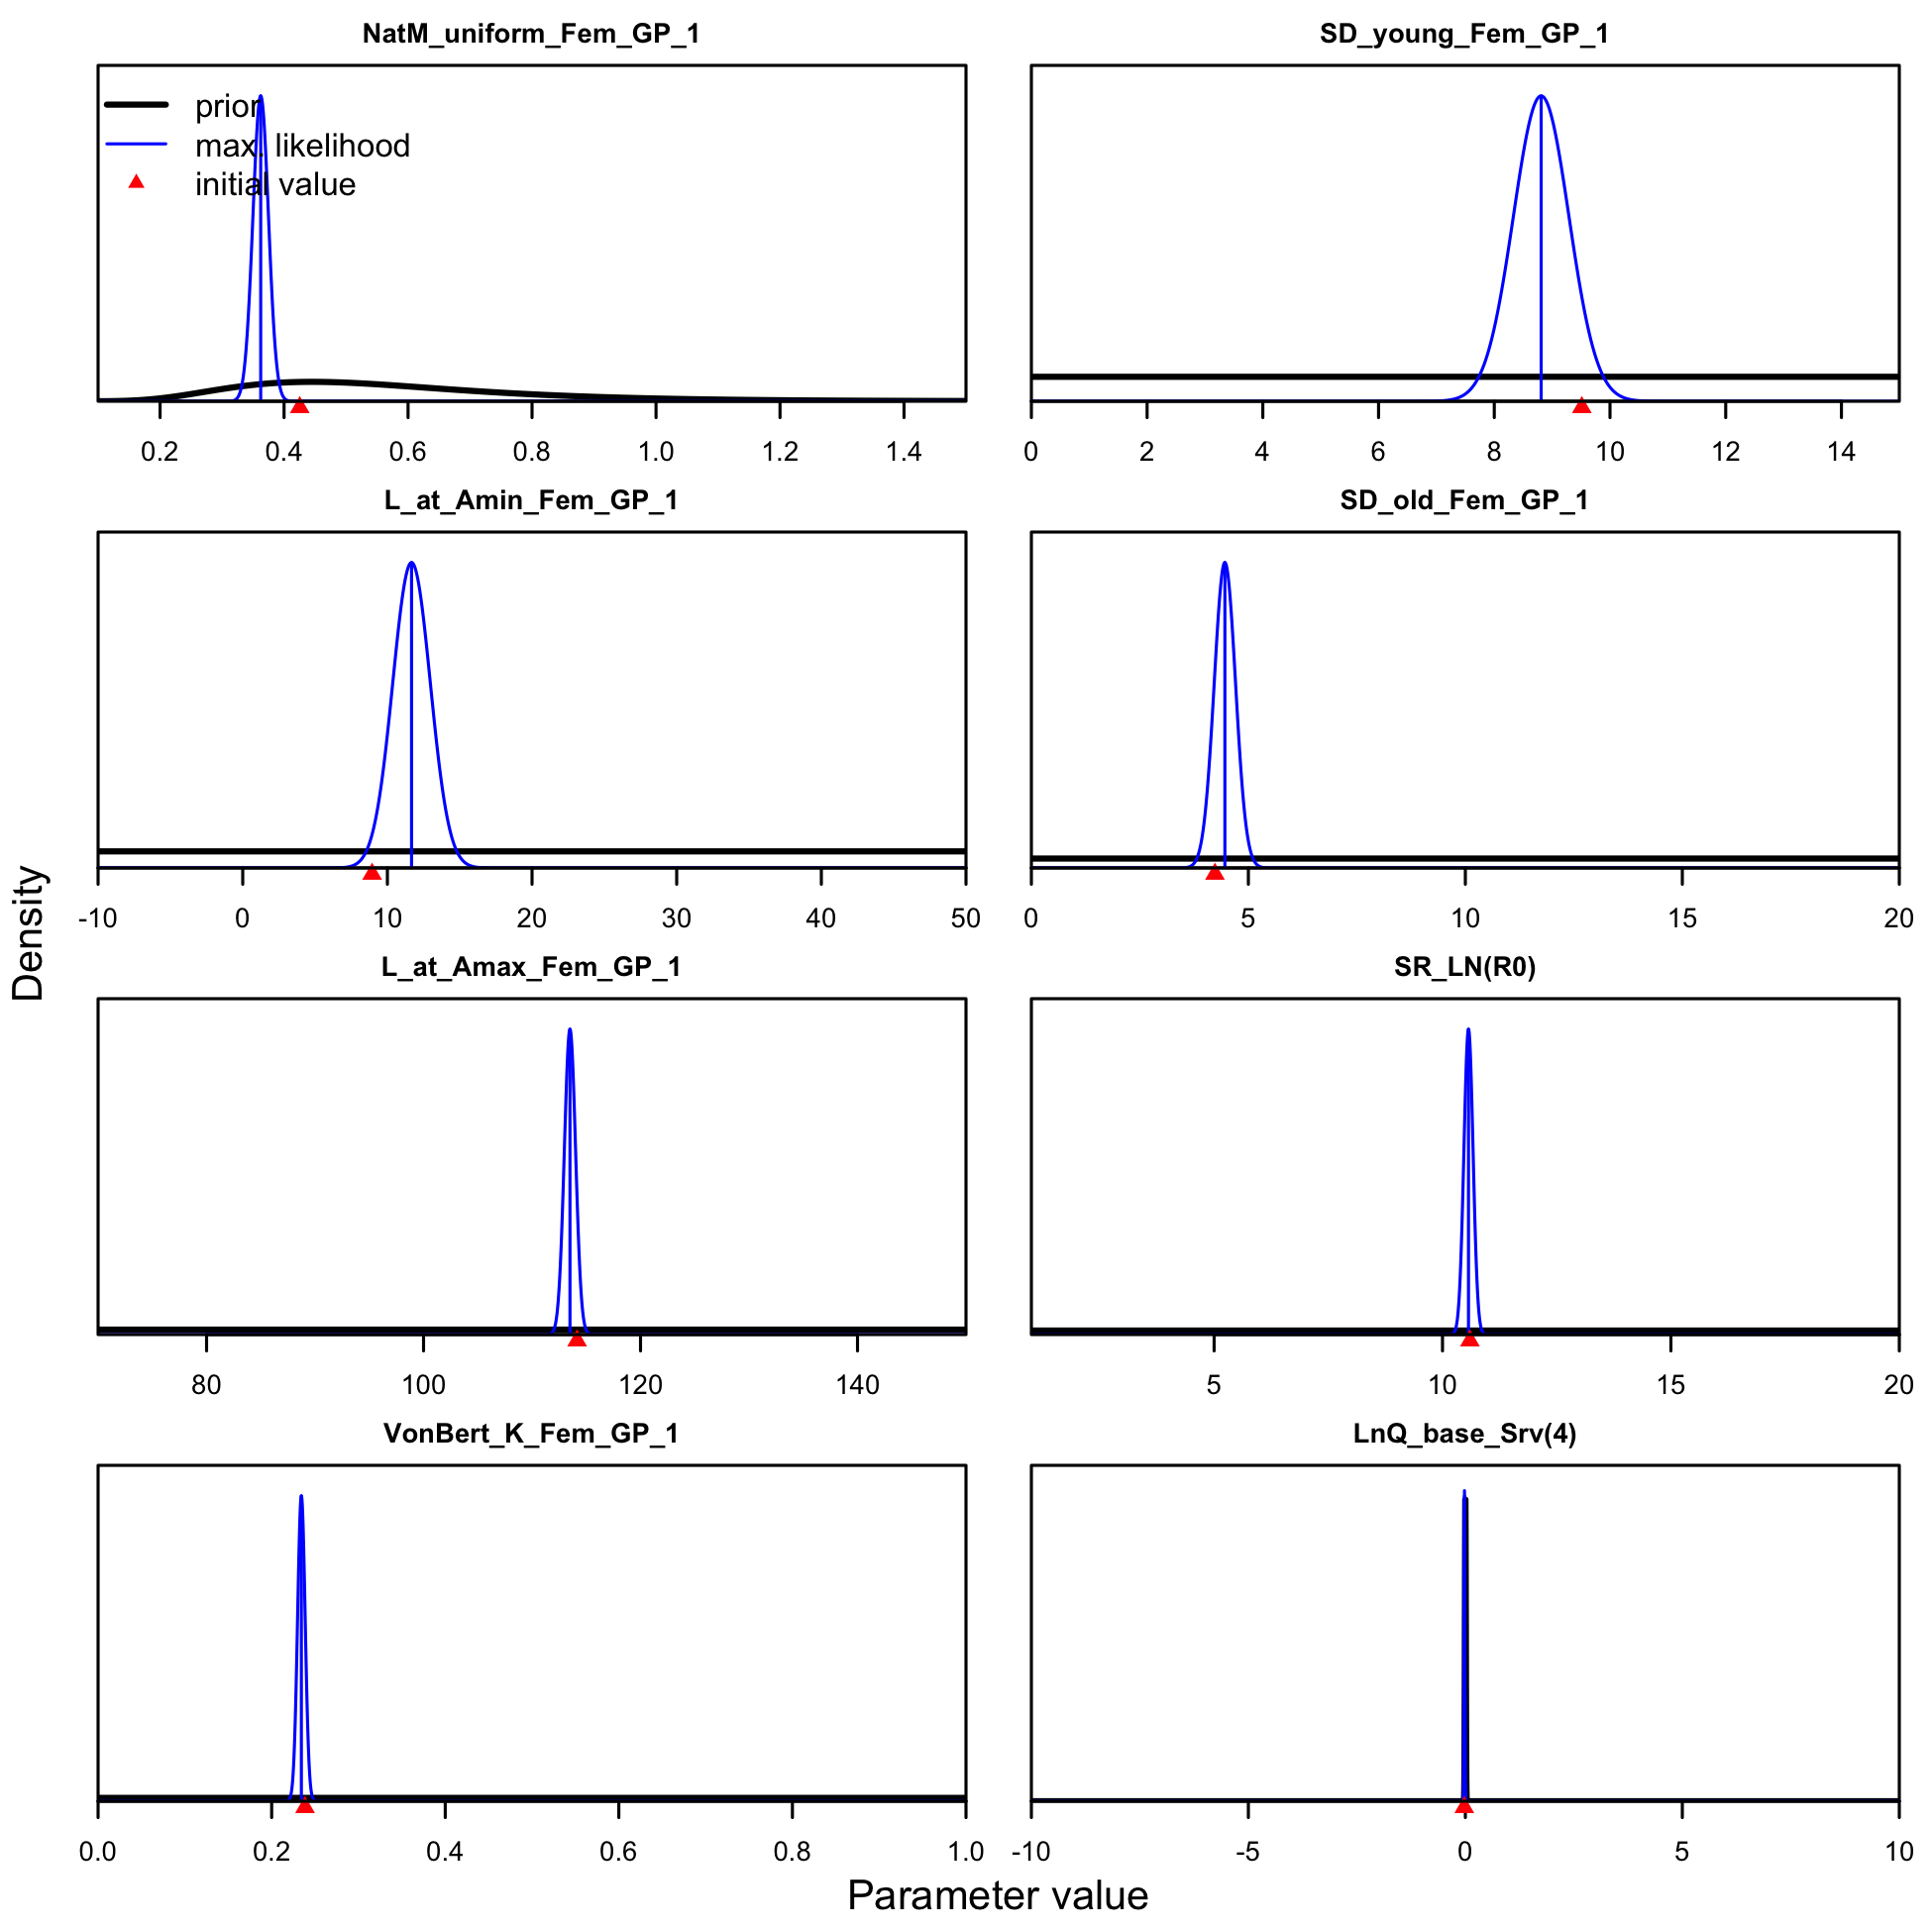 NatM_uniform_Fem_GP_1
prior
max. likelihood
initial value
0.2 0.4 0.6 0.8 1.0 1.2 1.4
SD_young_Fem_GP_1
0 2 4 6 8 10 12 14
L_at_Amin_Fem_GP_1
-10 0 10 20 30 40 50
SD_old_Fem_GP_1
0 5 10 15 20
L_at_Amax_Fem_GP_1
80 100 120 140
SR_LN(R0)
5 10 15 20
VonBert_K_Fem_GP_1
0.0 0.2 0.4 0.6 0.8 1.0
LnQ_base_Srv(4)
-10 -5 0 5 10
Density
Parameter value